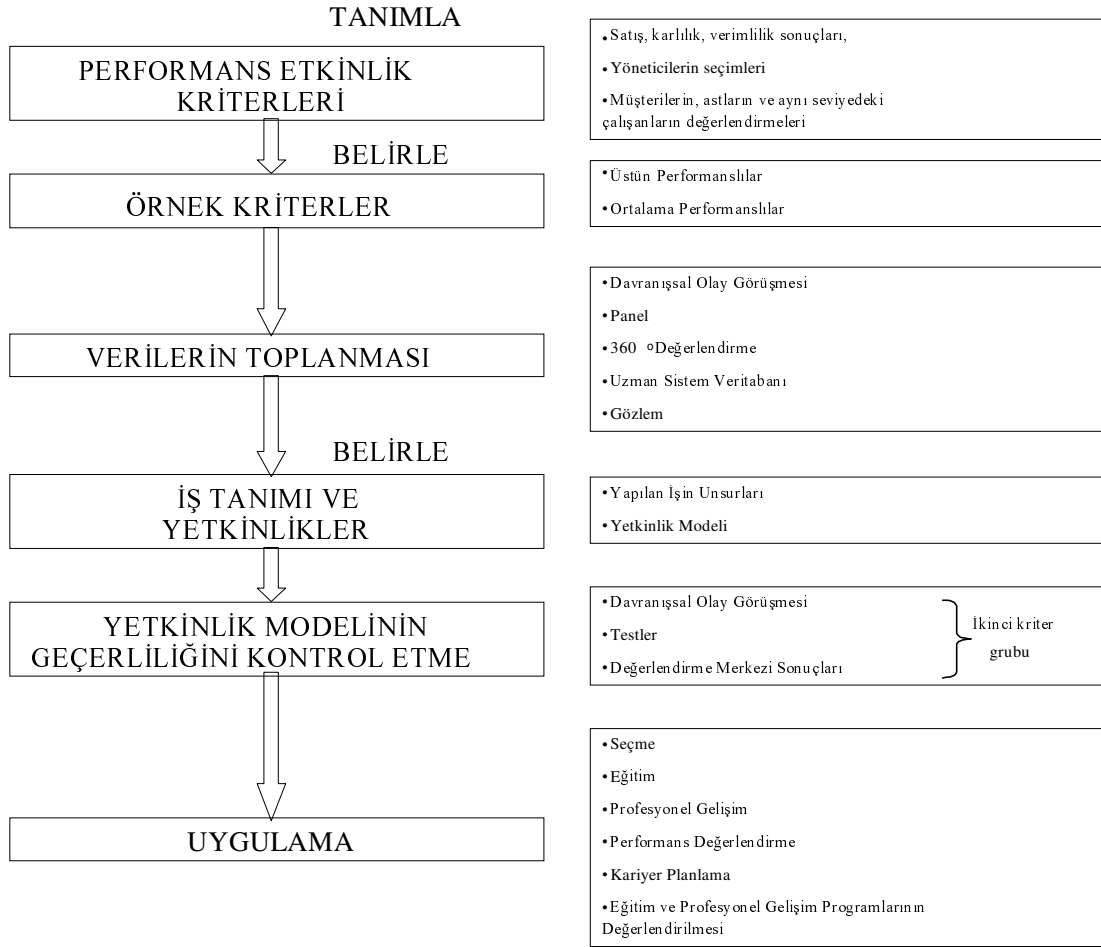 TANIMLA
PERFORMANS ETKİNLİK
KRİTERLERİ
•Satış, karlılık, verimlilik sonuçları,
•Yöneticilerin seçimleri
•Müşterilerin, astların ve aynı seviyedeki
çalışanların değerlendirmeleri
BELİRLE
ÖRNEK KRİTERLER
•Üstün Performanslılar
•Ortalama Performanslılar
VERİLERİN TOPLANMASI
•Davranışsal Olay Görüşmesi
•Panel
•360 ºDeğerlendirme
•Uzman Sistem Veritabanı
•Gözlem
BELİRLE
İŞ TANIMI VE
YETKİNLİKLER
•Yapılan İşin Unsurları
•Yetkinlik Modeli
YETKİNLİK MODELİNİN
GEÇERLİLİĞİNİ KONTROL ETME
•Davranışsal Olay Görüşmesi
•Testler
•Değerlendirme Merkezi Sonuçları
İkinci kriter
grubu
UYGULAMA
•Seçme
•Eğitim
•Profesyonel Gelişim
•Performans Değerlendirme
•Kariyer Planlama
•Eğitim ve Profesyonel Gelişim Programlarının
Değerlendirilmesi